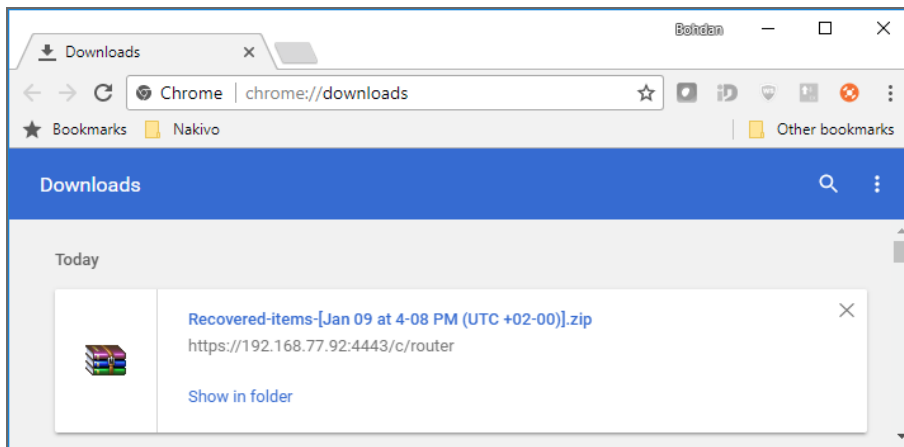 Bohdan
Downloads
Chrome | chrome://downloads
Bookmarks Nakivo Other bookmarks
Downloads
Today
Recovered-items-[Jan 09 at 4-08 PM (UTC +02-00)].zip
https://192.168.77.92:4443/c/router
Show in folder